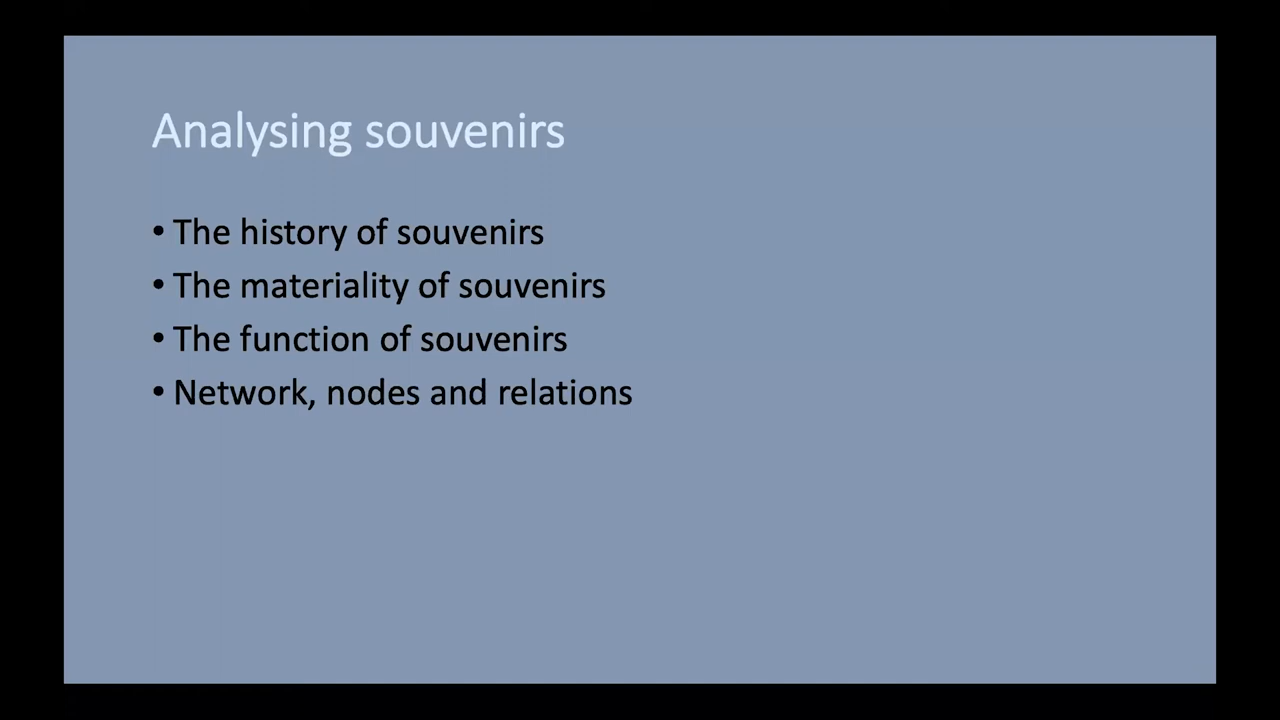 Analysing souvenirs
• The history of souvenirs
• The materiality of souvenirs
• The function of souvenirs
• Network, nodes and relations